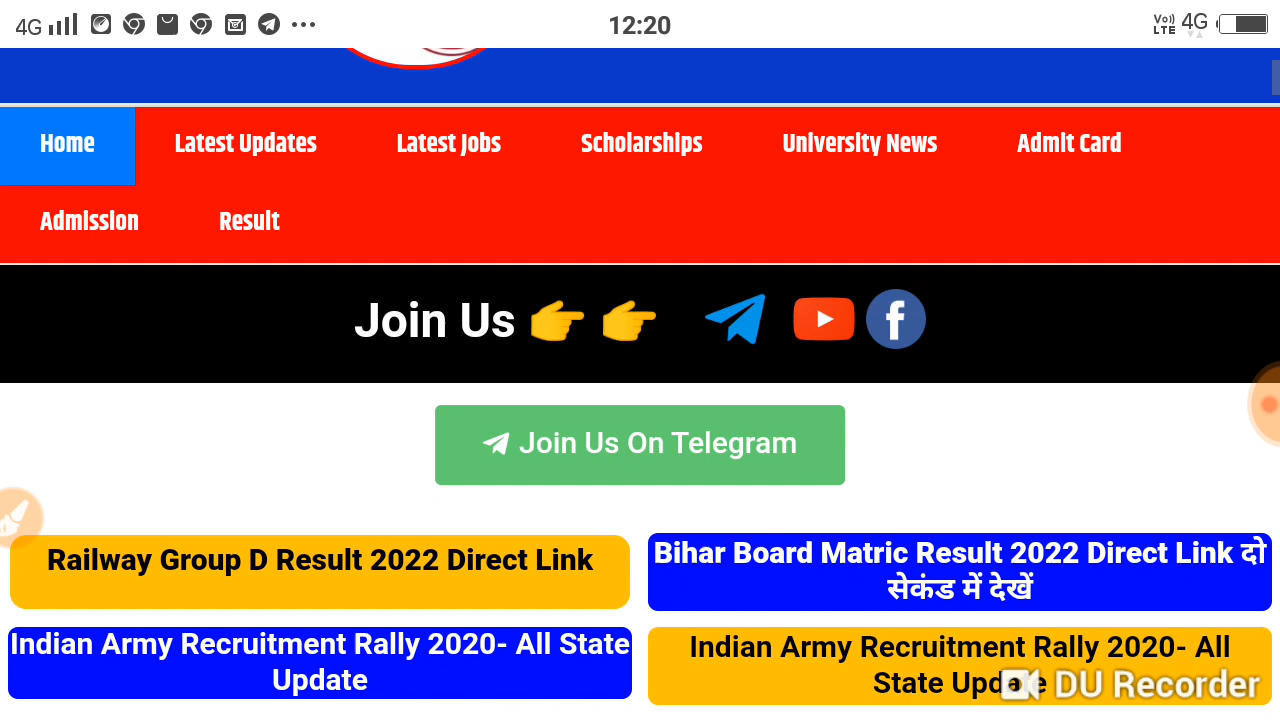 4G 12:20 Vo)) LTE 4G
Home Latest Updates Latest Jobs Scholarships University News Admit Card
Admission Result
Join Us 👉 👉
Join Us On Telegram
Railway Group D Result 2022 Direct Link
Bihar Board Matric Result 2022 Direct Link दो
सेकंड में देखें
Indian Army Recruitment Rally 2020- All State
Update
Indian Army Recruitment Rally 2020- All
State Update
DU Recorder